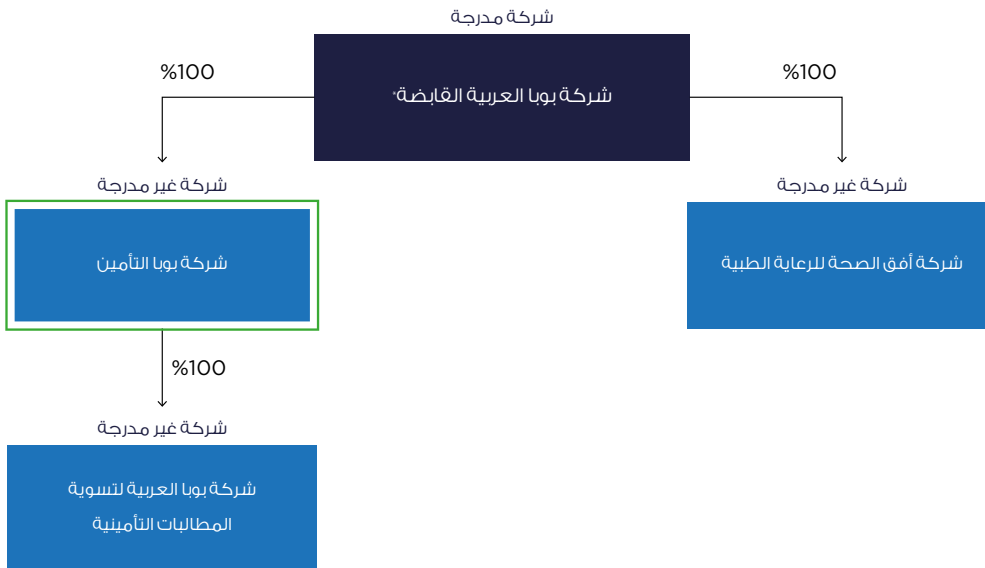 شركة مدرجة
شركة بوبا العربية القابضة*
%100
%100
شركة غير مدرجة
شركة غير مدرجة
شركة أفق الصحة للرعاية الطبية
شركة بوبا التأمين
%100
شركة غير مدرجة
شركة بوبا العربية لتسوية
المطالبات التأمينية